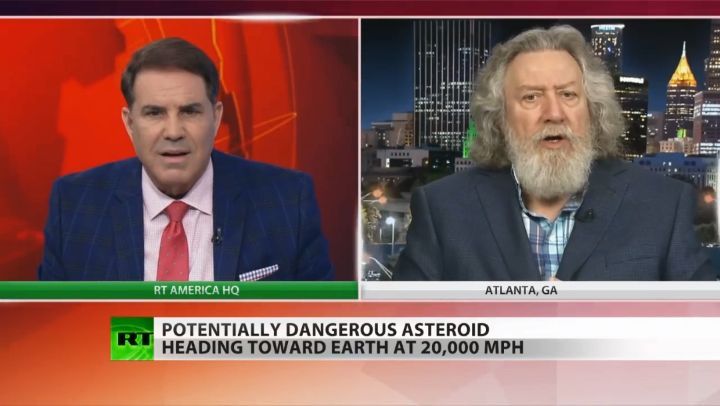 RT AMERICA HQ
ATLANTA, GA
RT
POTENTIALLY DANGEROUS ASTEROID
HEADING TOWARD EARTH AT 20,000 MPH